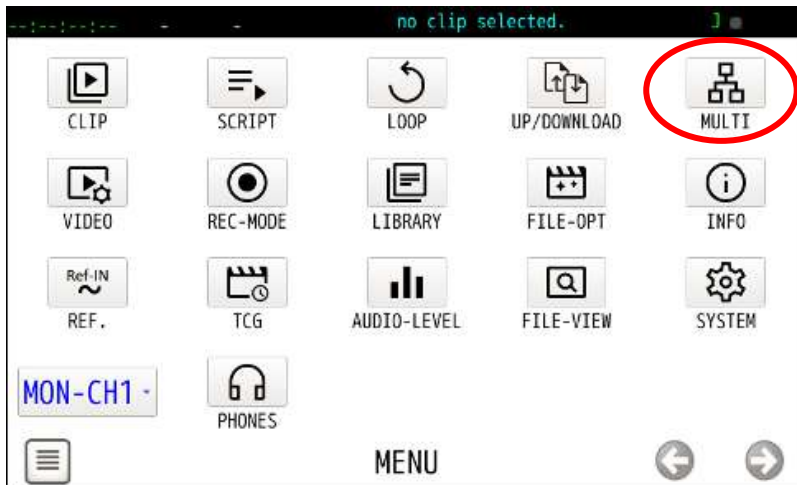 --:--:--:-- - - no clip selected.
CLIP SCRIPT LOOP UP/DOWNLOAD MULTI
VIDEO REC-MODE LIBRARY FILE-OPT INFO
Ref-IN
REF. TCG AUDIO-LEVEL FILE-VIEW SYSTEM
MON-CH1
PHONES
MENU